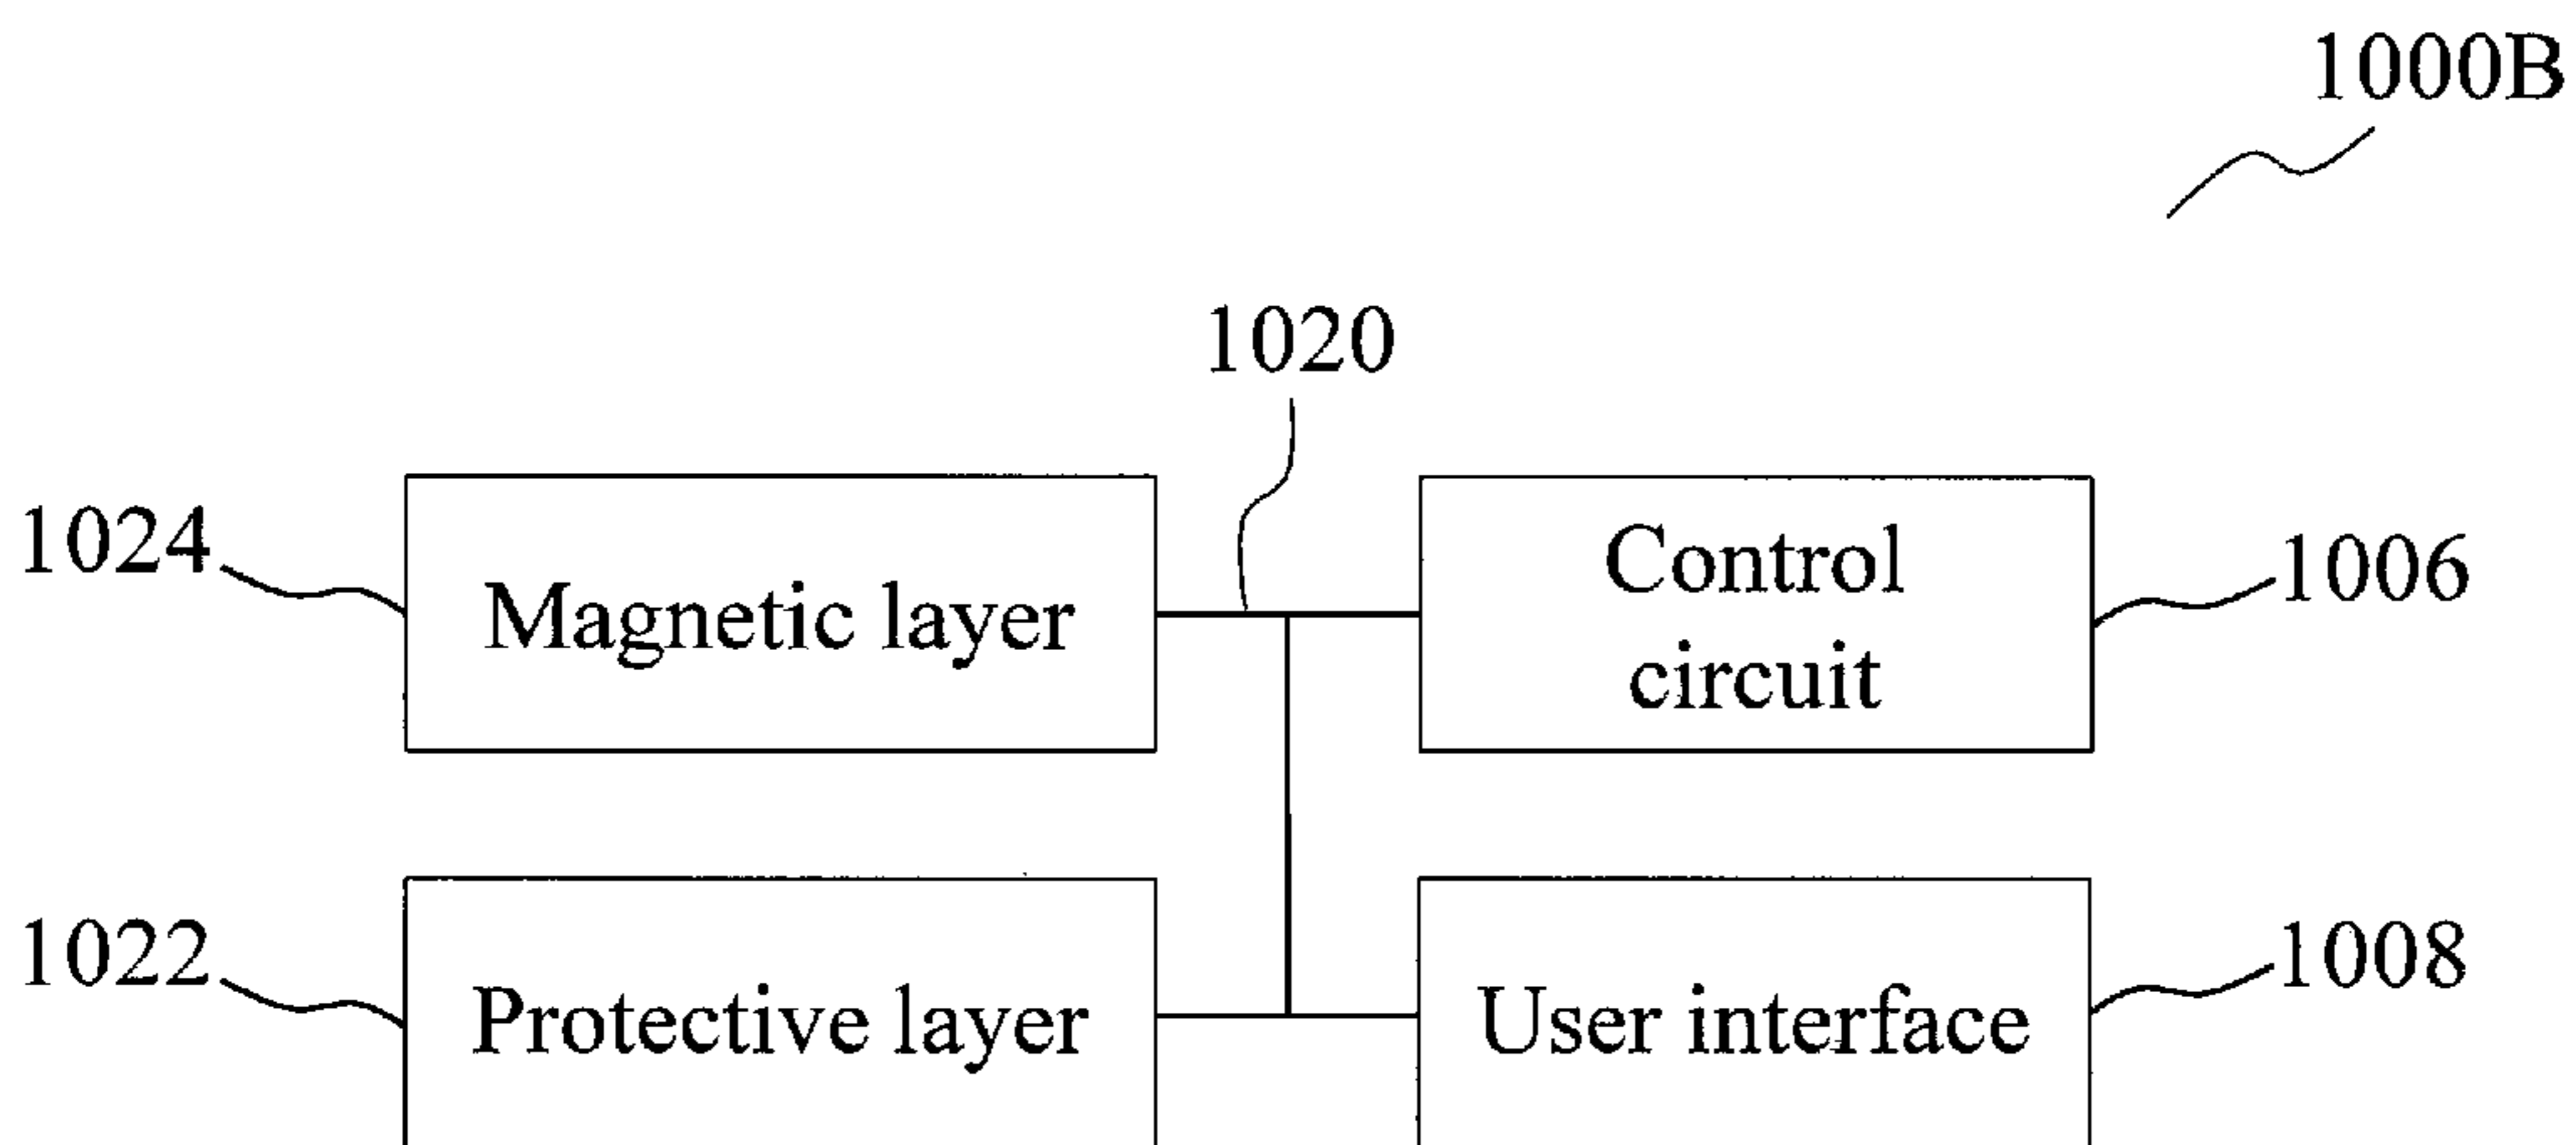 1000B
1020
1024
Magnetic layer
Control
circuit
1006
1022
Protective layer
User interface
1008